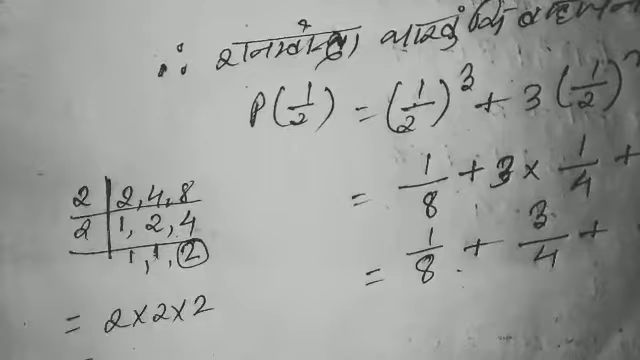 ∴
P(1/2) = (1/2)³ + 3(1/2)²
= 1/8 + 3 × 1/4 +
= 1/8 + 3/4 +
2 | 2, 4, 8
2 | 1, 2, 4
1, 1, 2
= 2×2×2